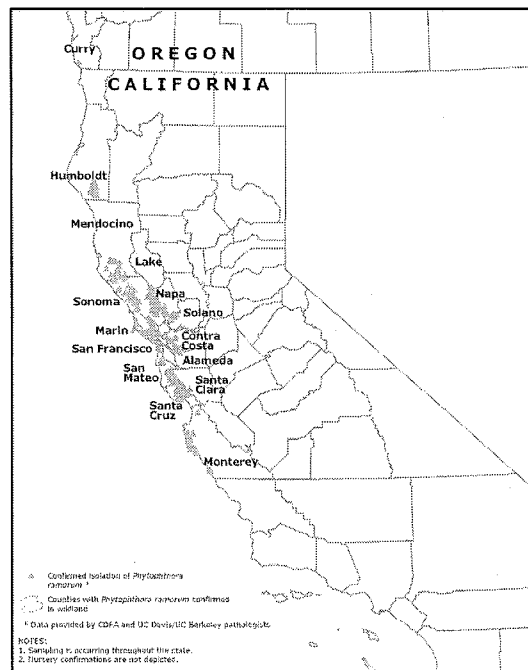 Curry
OREGON
CALIFORNIA
Humboldt
Mendocino
Lake
Napa
Sonoma
Solano
Marin
Contra
Costa
San Francisco
Alameda
San
Mateo
Santa
Clara
Santa
Cruz
Monterey
Confirmed isolation of Phytophthora
ramorum *
Counties with Phytophthora ramorum confirmed
in wildland
* Data provided by CDFA and UC Davis/UC Berkeley pathologists
NOTES:
1. Sampling is occurring throughout the state.
2. Nursery confirmations are not depicted.